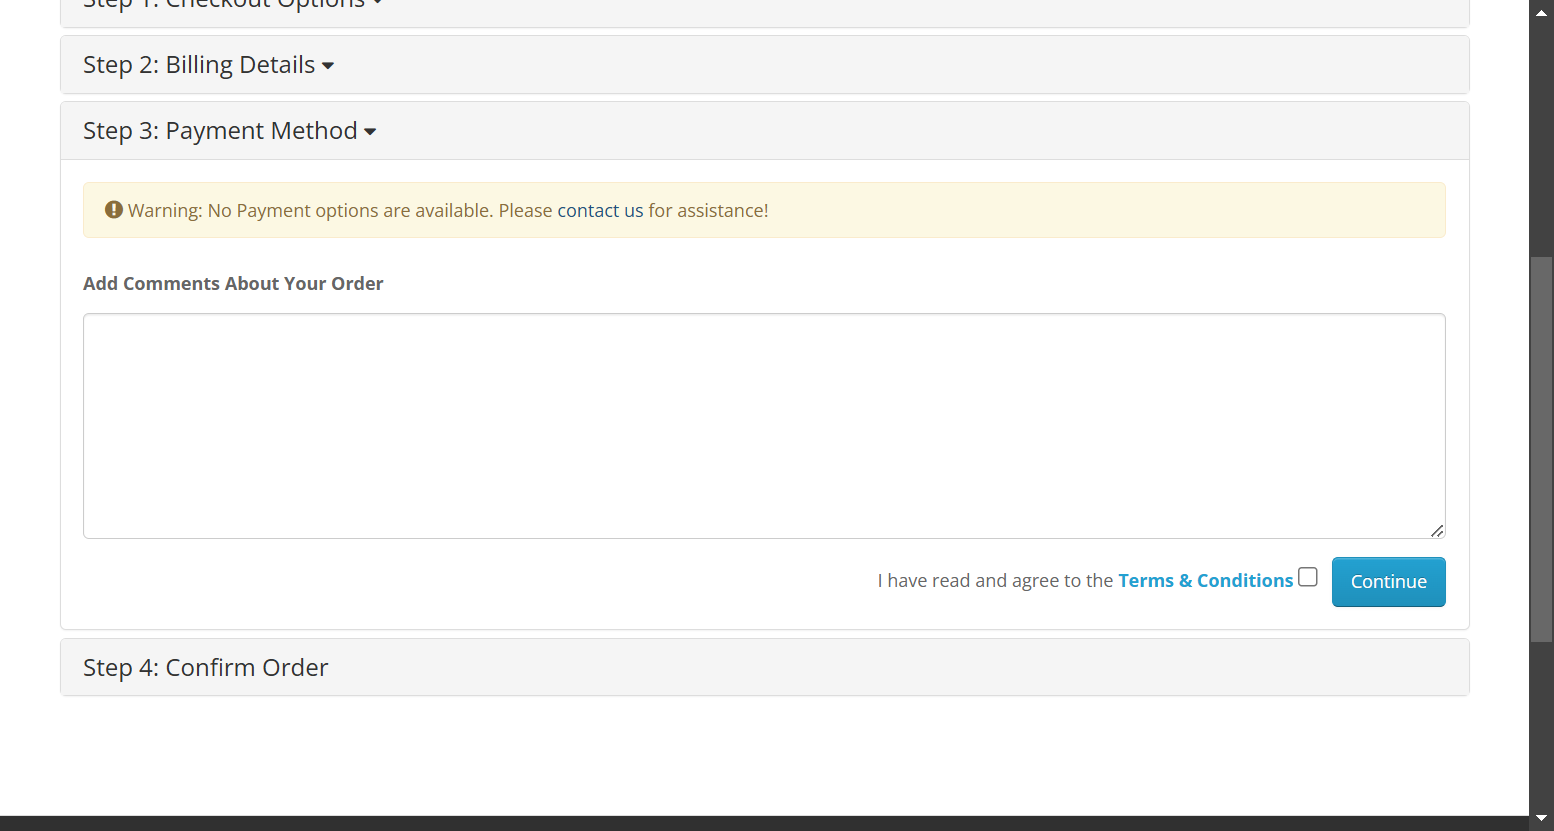 Step 1: Checkout Options
Step 2: Billing Details
Step 3: Payment Method
Warning: No Payment options are available. Please contact us for assistance!
Add Comments About Your Order
I have read and agree to the Terms & Conditions
Continue
Step 4: Confirm Order